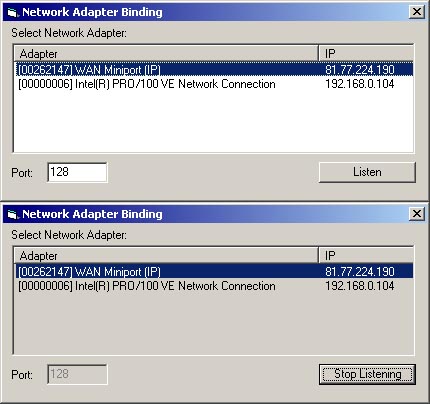 Network Adapter Binding
Select Network Adapter:
Adapter IP
[00262147] WAN Miniport (IP) 81.77.224.190
[00000006] Intel(R) PRO/100 VE Network Connection 192.168.0.104
Port: 128 Listen
Network Adapter Binding
Select Network Adapter:
Adapter IP
[00262147] WAN Miniport (IP) 81.77.224.190
[00000006] Intel(R) PRO/100 VE Network Connection 192.168.0.104
Port: 128 Stop Listening